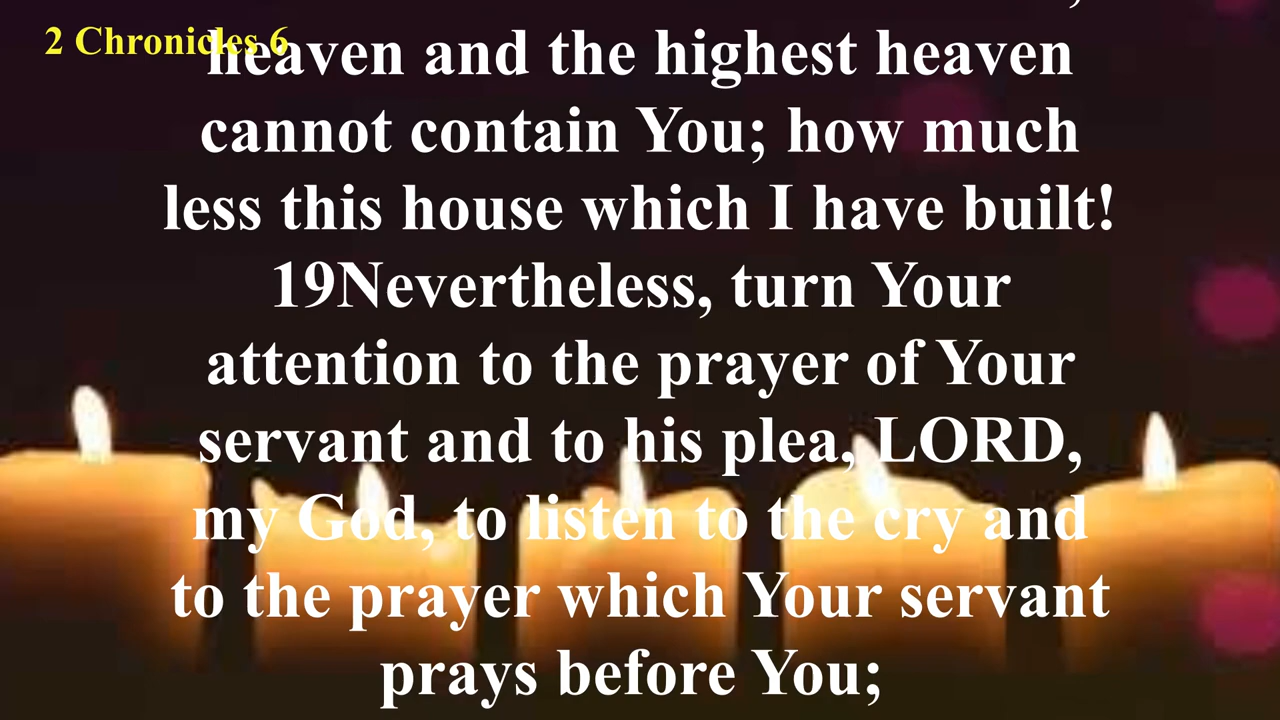 2 Chronicles 6
heaven and the highest heaven
cannot contain You; how much
less this house which I have built!
19Nevertheless, turn Your
attention to the prayer of Your
servant and to his plea, LORD,
my God, to listen to the cry and
to the prayer which Your servant
prays before You;